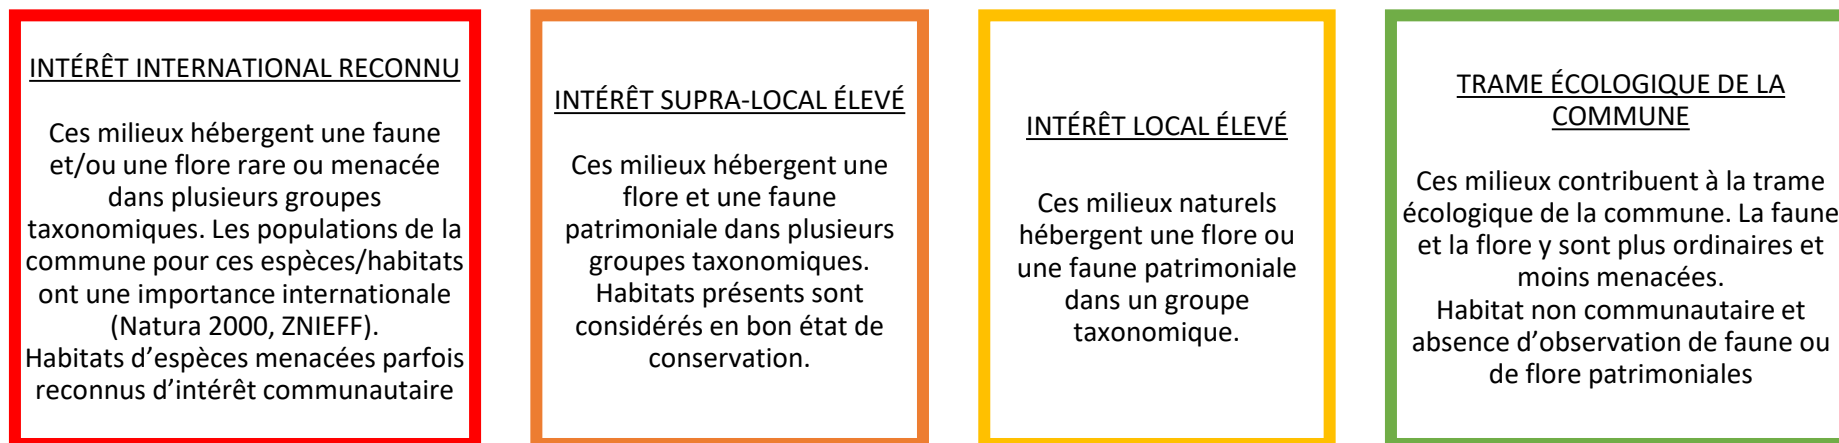 INTÉRÊT INTERNATIONAL RECONNU
Ces milieux hébergent une faune
et/ou une flore rare ou menacée
dans plusieurs groupes
taxonomiques. Les populations de la
commune pour ces espèces/habitats
ont une importance internationale
(Natura 2000, ZNIEFF).
Habitats d’espèces menacées parfois
reconnus d’intérêt communautaire
INTÉRÊT SUPRA-LOCAL ÉLEVÉ
Ces milieux hébergent une
flore et une faune
patrimoniale dans plusieurs
groupes taxonomiques.
Habitats présents sont
considérés en bon état de
conservation.
INTÉRÊT LOCAL ÉLEVÉ
Ces milieux naturels
hébergent une flore ou
une faune patrimoniale
dans un groupe
taxonomique.
TRAME ÉCOLOGIQUE DE LA
COMMUNE
Ces milieux contribuent à la trame
écologique de la commune. La faune
et la flore y sont plus ordinaires et
moins menacées.
Habitat non communautaire et
absence d’observation de faune ou
de flore patrimoniales